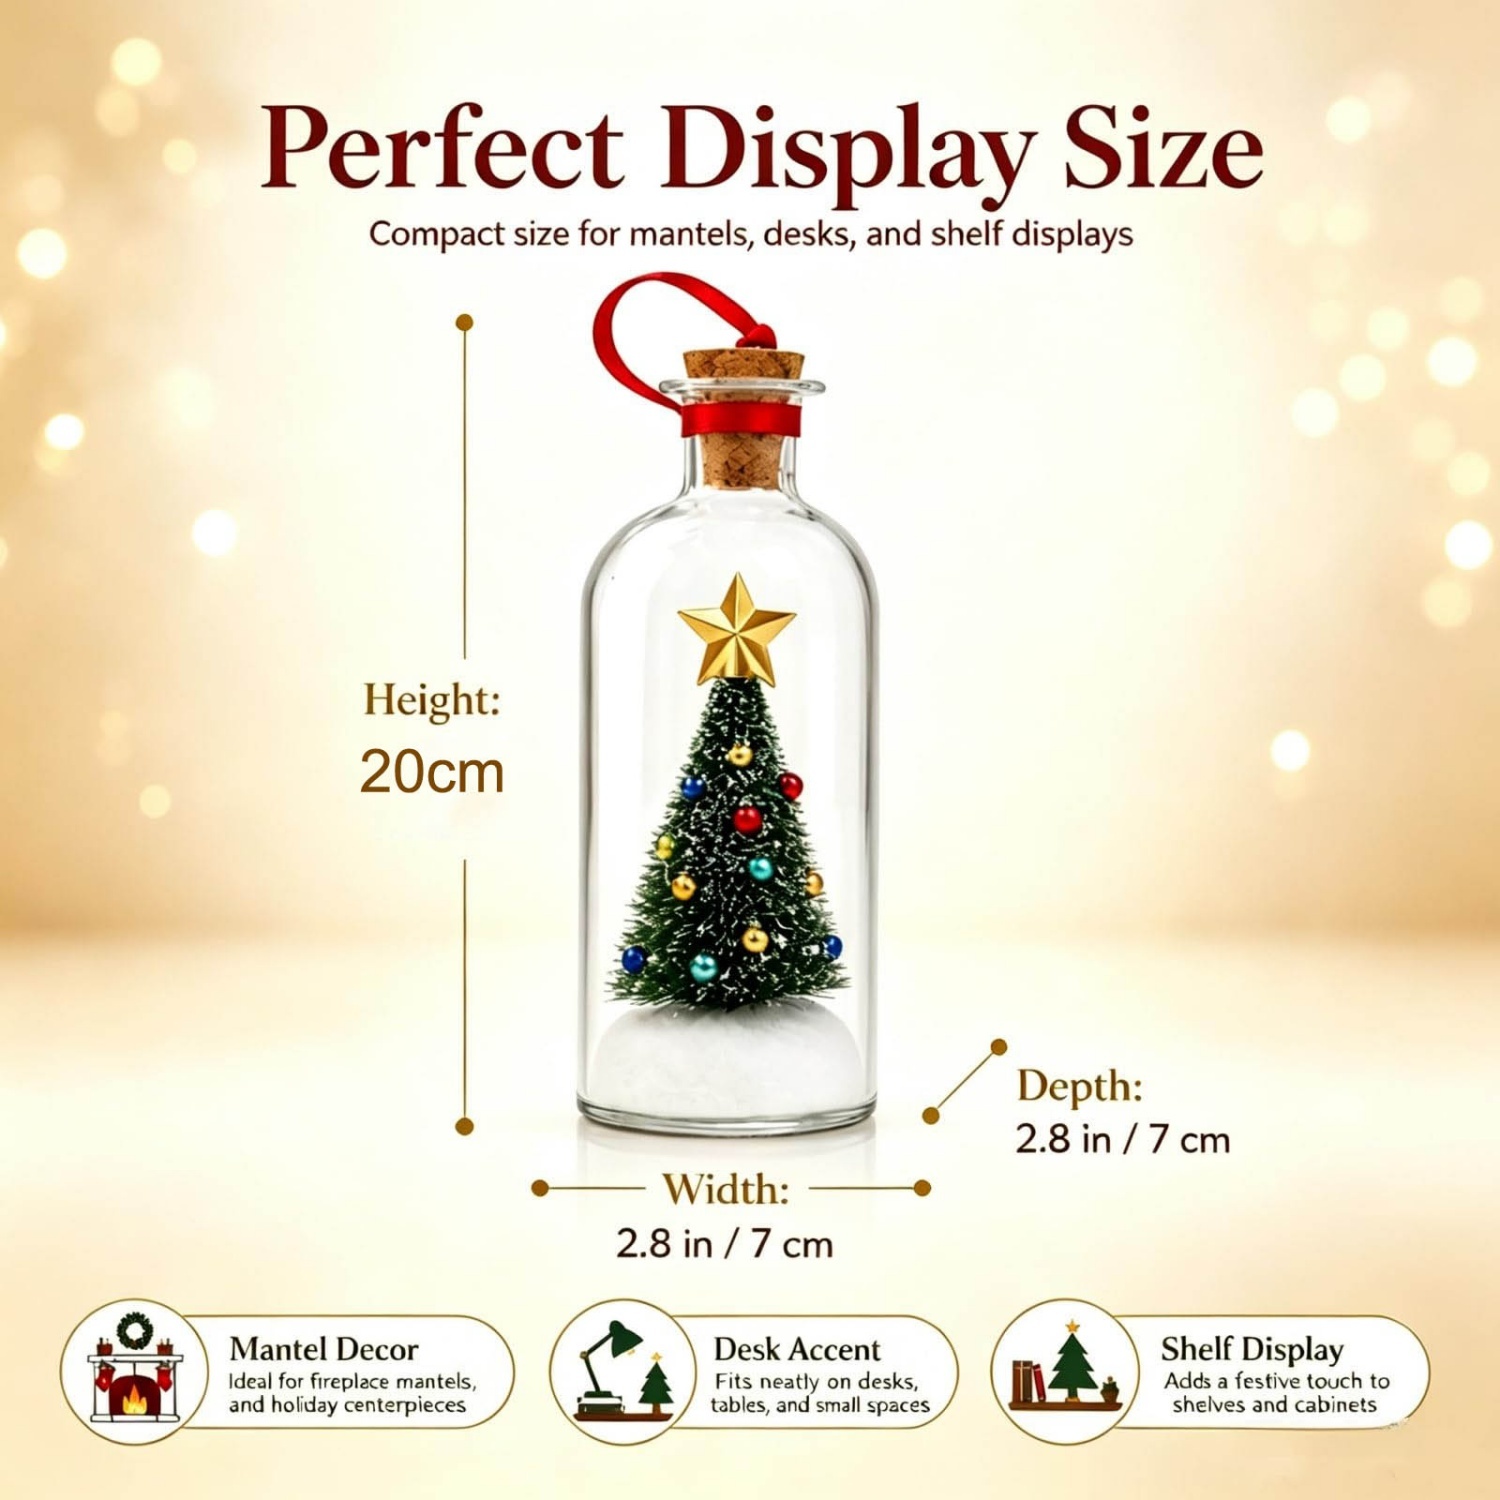 Perfect Display Size
Compact size for mantels, desks, and shelf displays
Height:
20cm
Depth:
2.8 in / 7 cm
Width:
2.8 in / 7 cm
Mantel Decor
Ideal for fireplace mantels,
and holiday centerpieces
Desk Accent
Fits neatly on desks,
tables, and small spaces
Shelf Display
Adds a festive touch to
shelves and cabinets